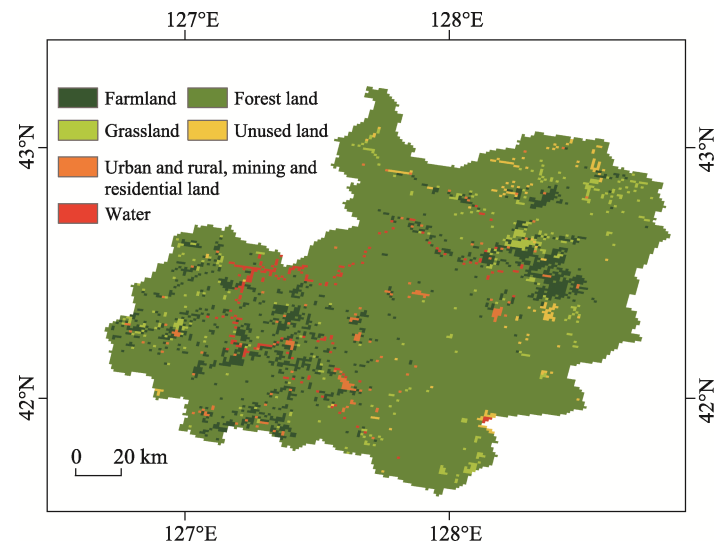 127°E 128°E
43°N 43°N
Farmland Forest land
Grassland Unused land
Urban and rural, mining and
residential land
Water
42°N 42°N
0 20 km
127°E 128°E